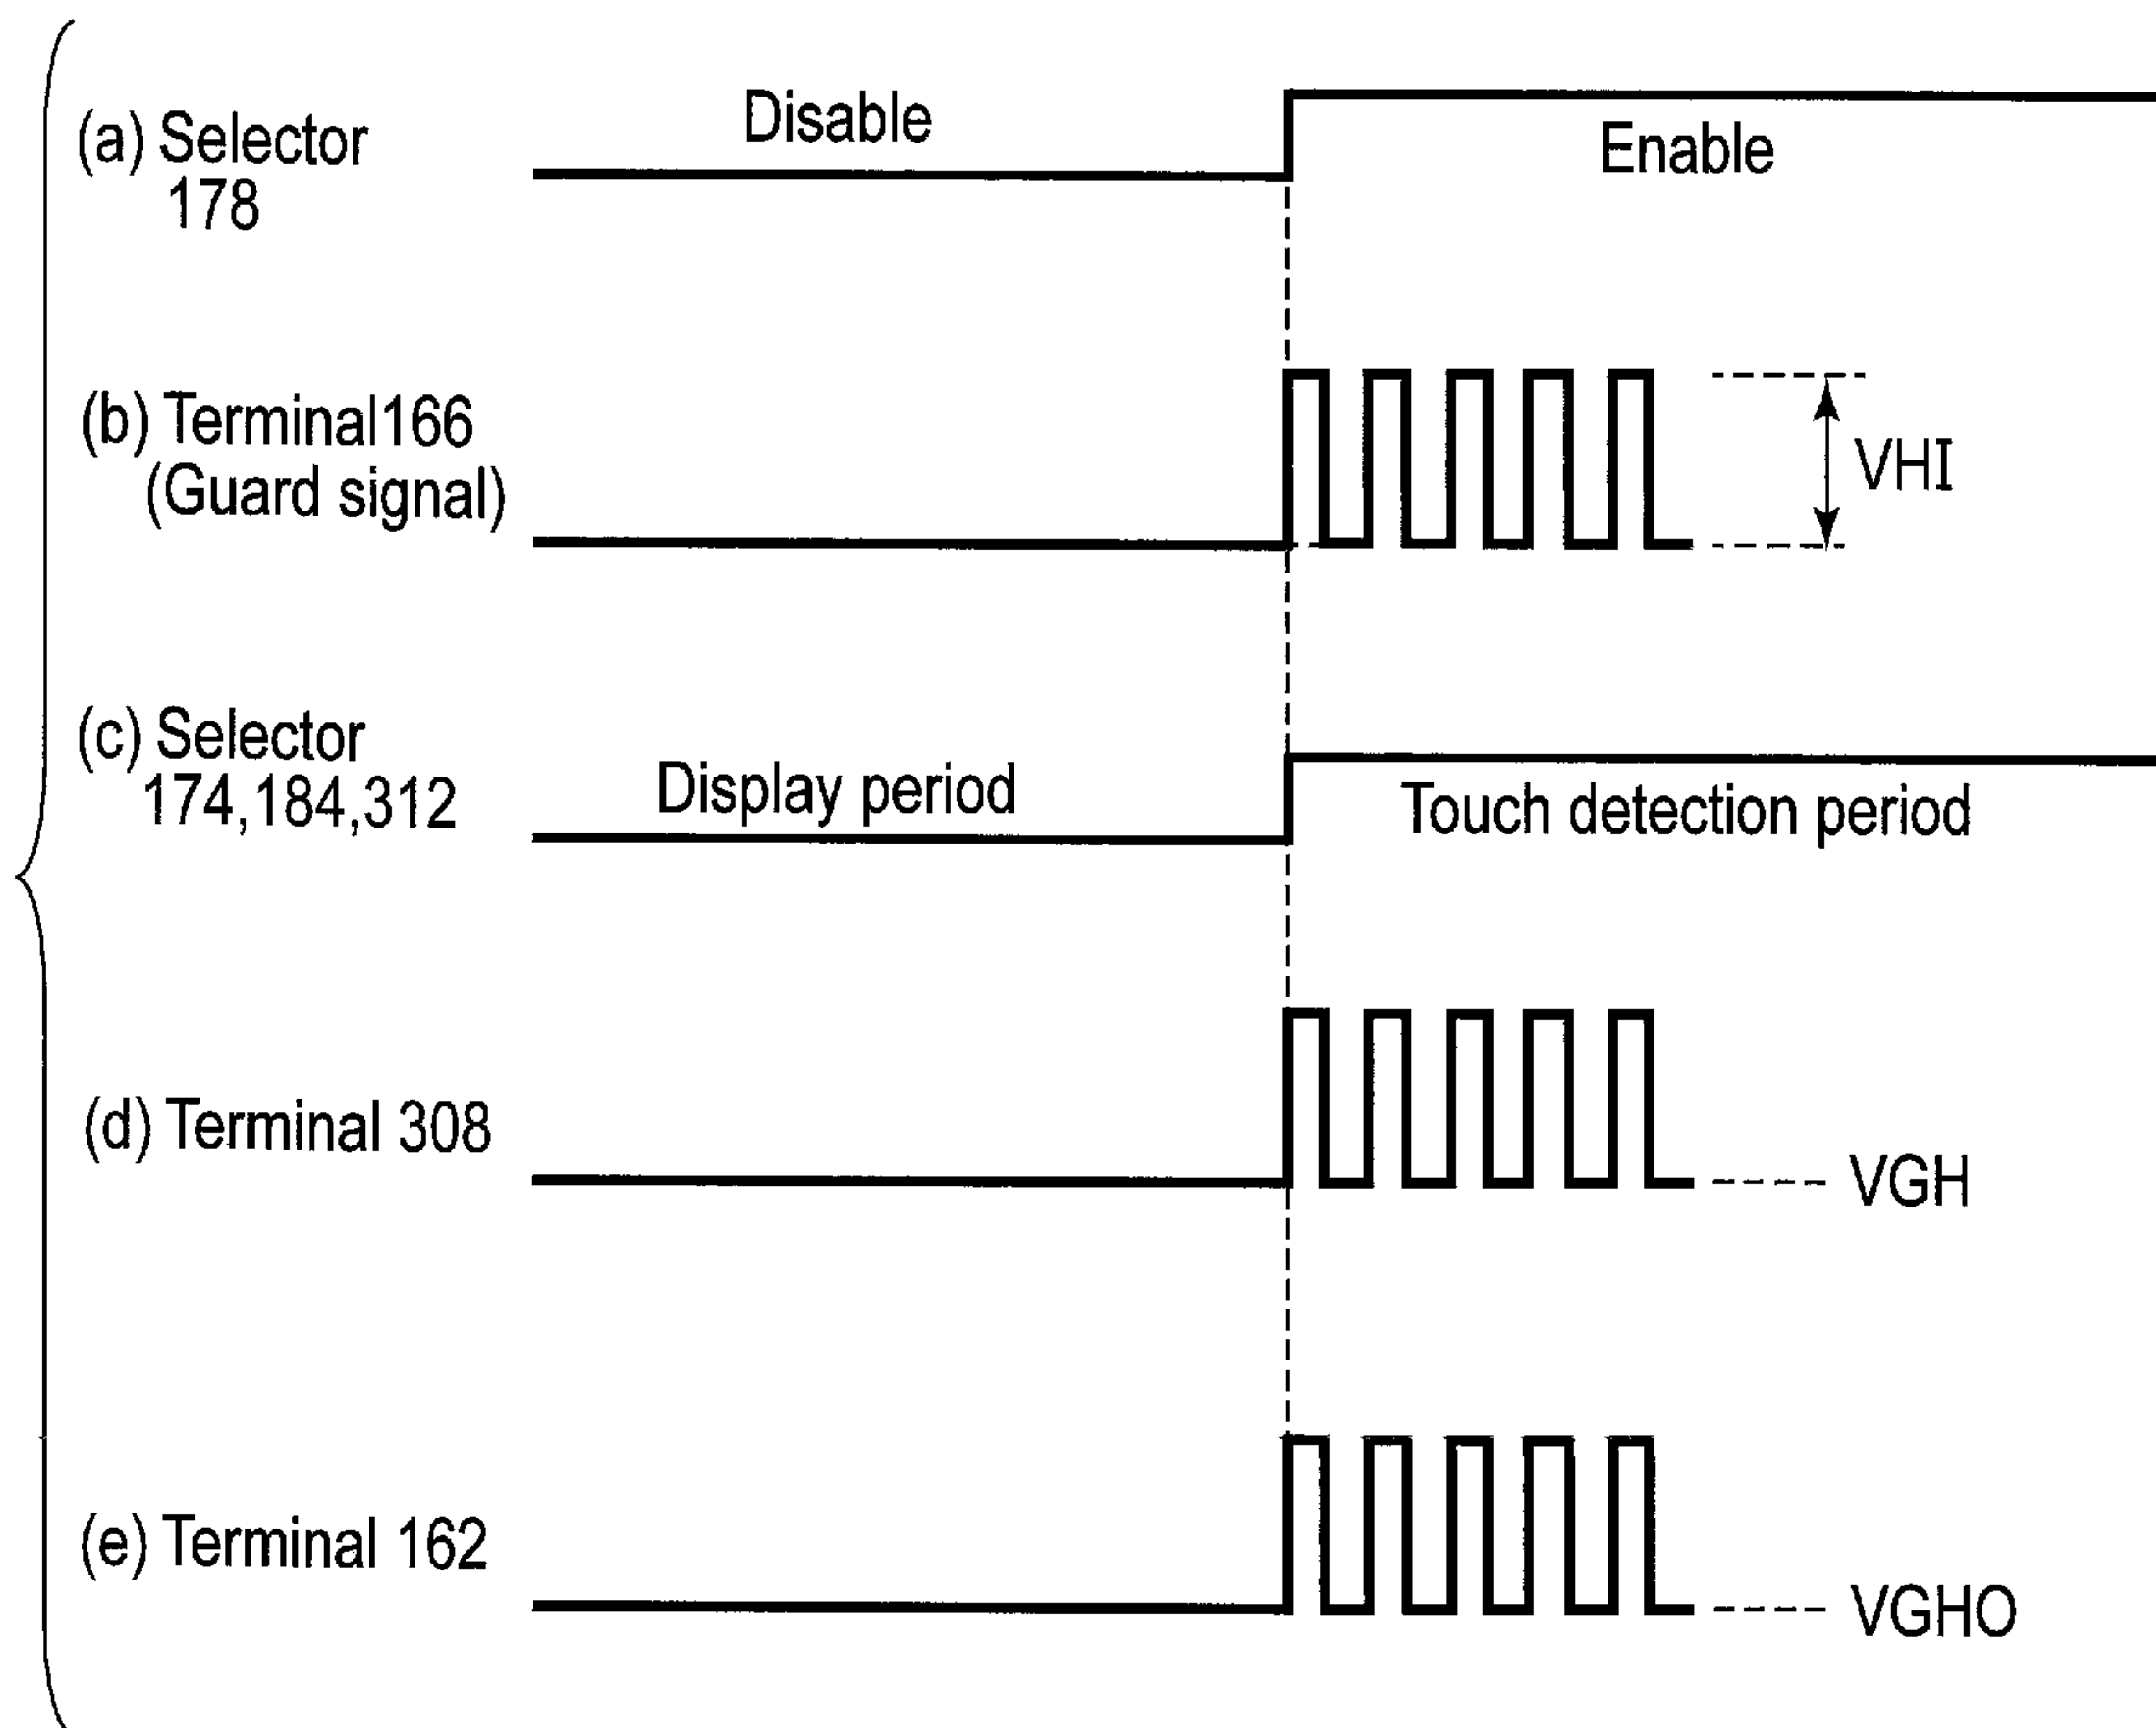 Disable
(a) Selector
178
Enable
(b) Terminal166
(Guard signal)
VHI
(c) Selector
174,184,312
Display period
Touch detection period
(d) Terminal 308
VGH
(e) Terminal 162
VGHO